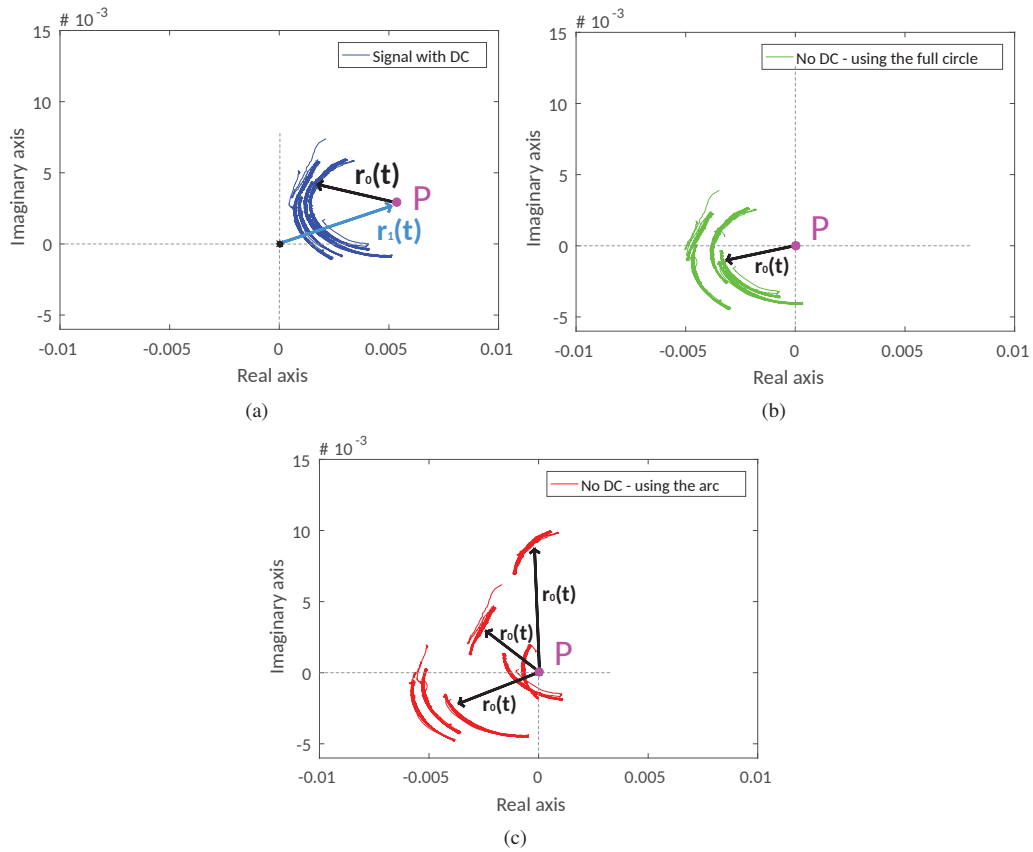 # 10⁻³
15
10
5
0
-5
-0.01
-0.005
0
0.005
0.01
Imaginary axis
Real axis
Signal with DC
r₀(t)
P
r₁(t)
(a)
# 10⁻³
15
10
5
0
-5
-0.01
-0.005
0
0.005
0.01
Imaginary axis
Real axis
No DC - using the full circle
P
r₀(t)
(b)
# 10⁻³
15
10
5
0
-5
-0.01
-0.005
0
0.005
0.01
Imaginary axis
Real axis
No DC - using the arc
r₀(t)
r₀(t)
P
r₀(t)
(c)